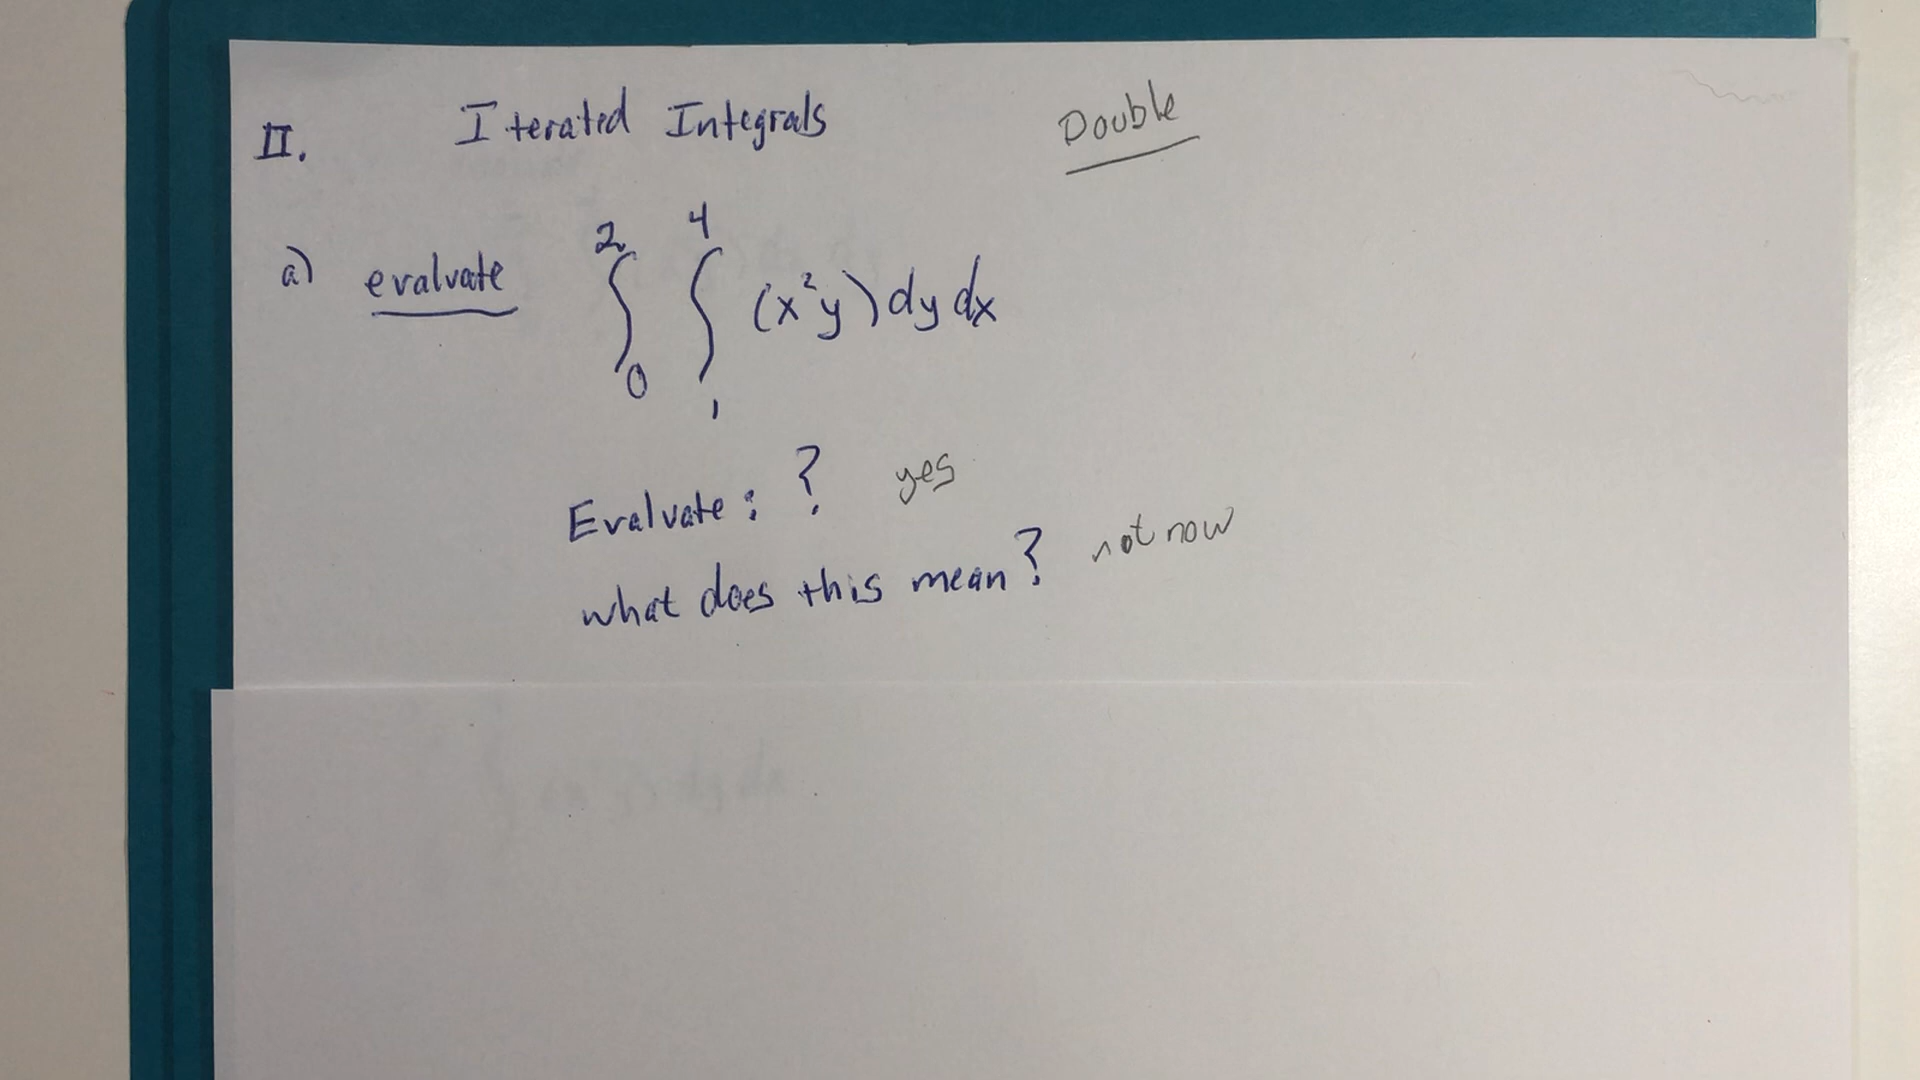 II. Iterated Integrals Double
a) evaluate ∫₀² ∫₁⁴ (x²y) dy dx
Evaluate : ? yes
what does this mean? not now